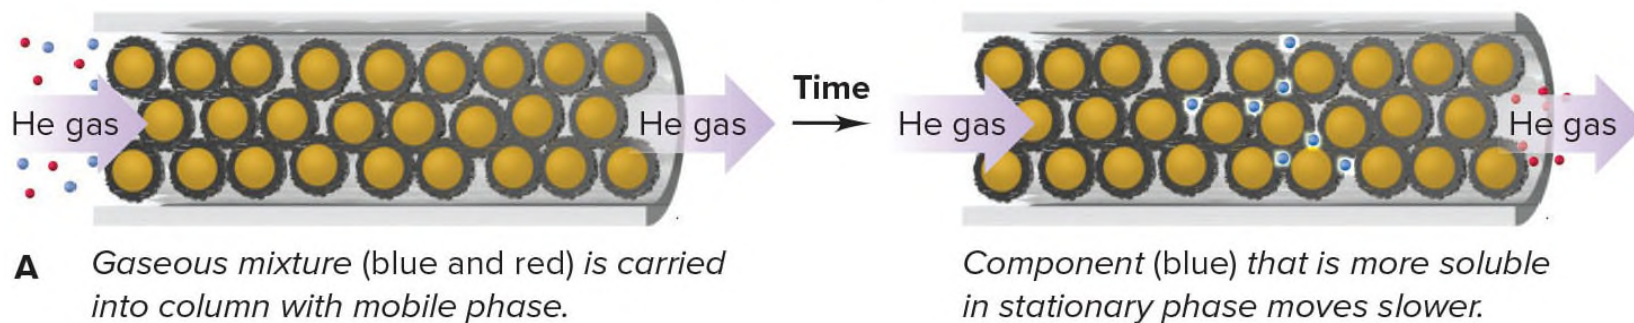 He gas
He gas
Time
He gas
He gas
A
Gaseous mixture (blue and red) is carried
into column with mobile phase.
Component (blue) that is more soluble
in stationary phase moves slower.